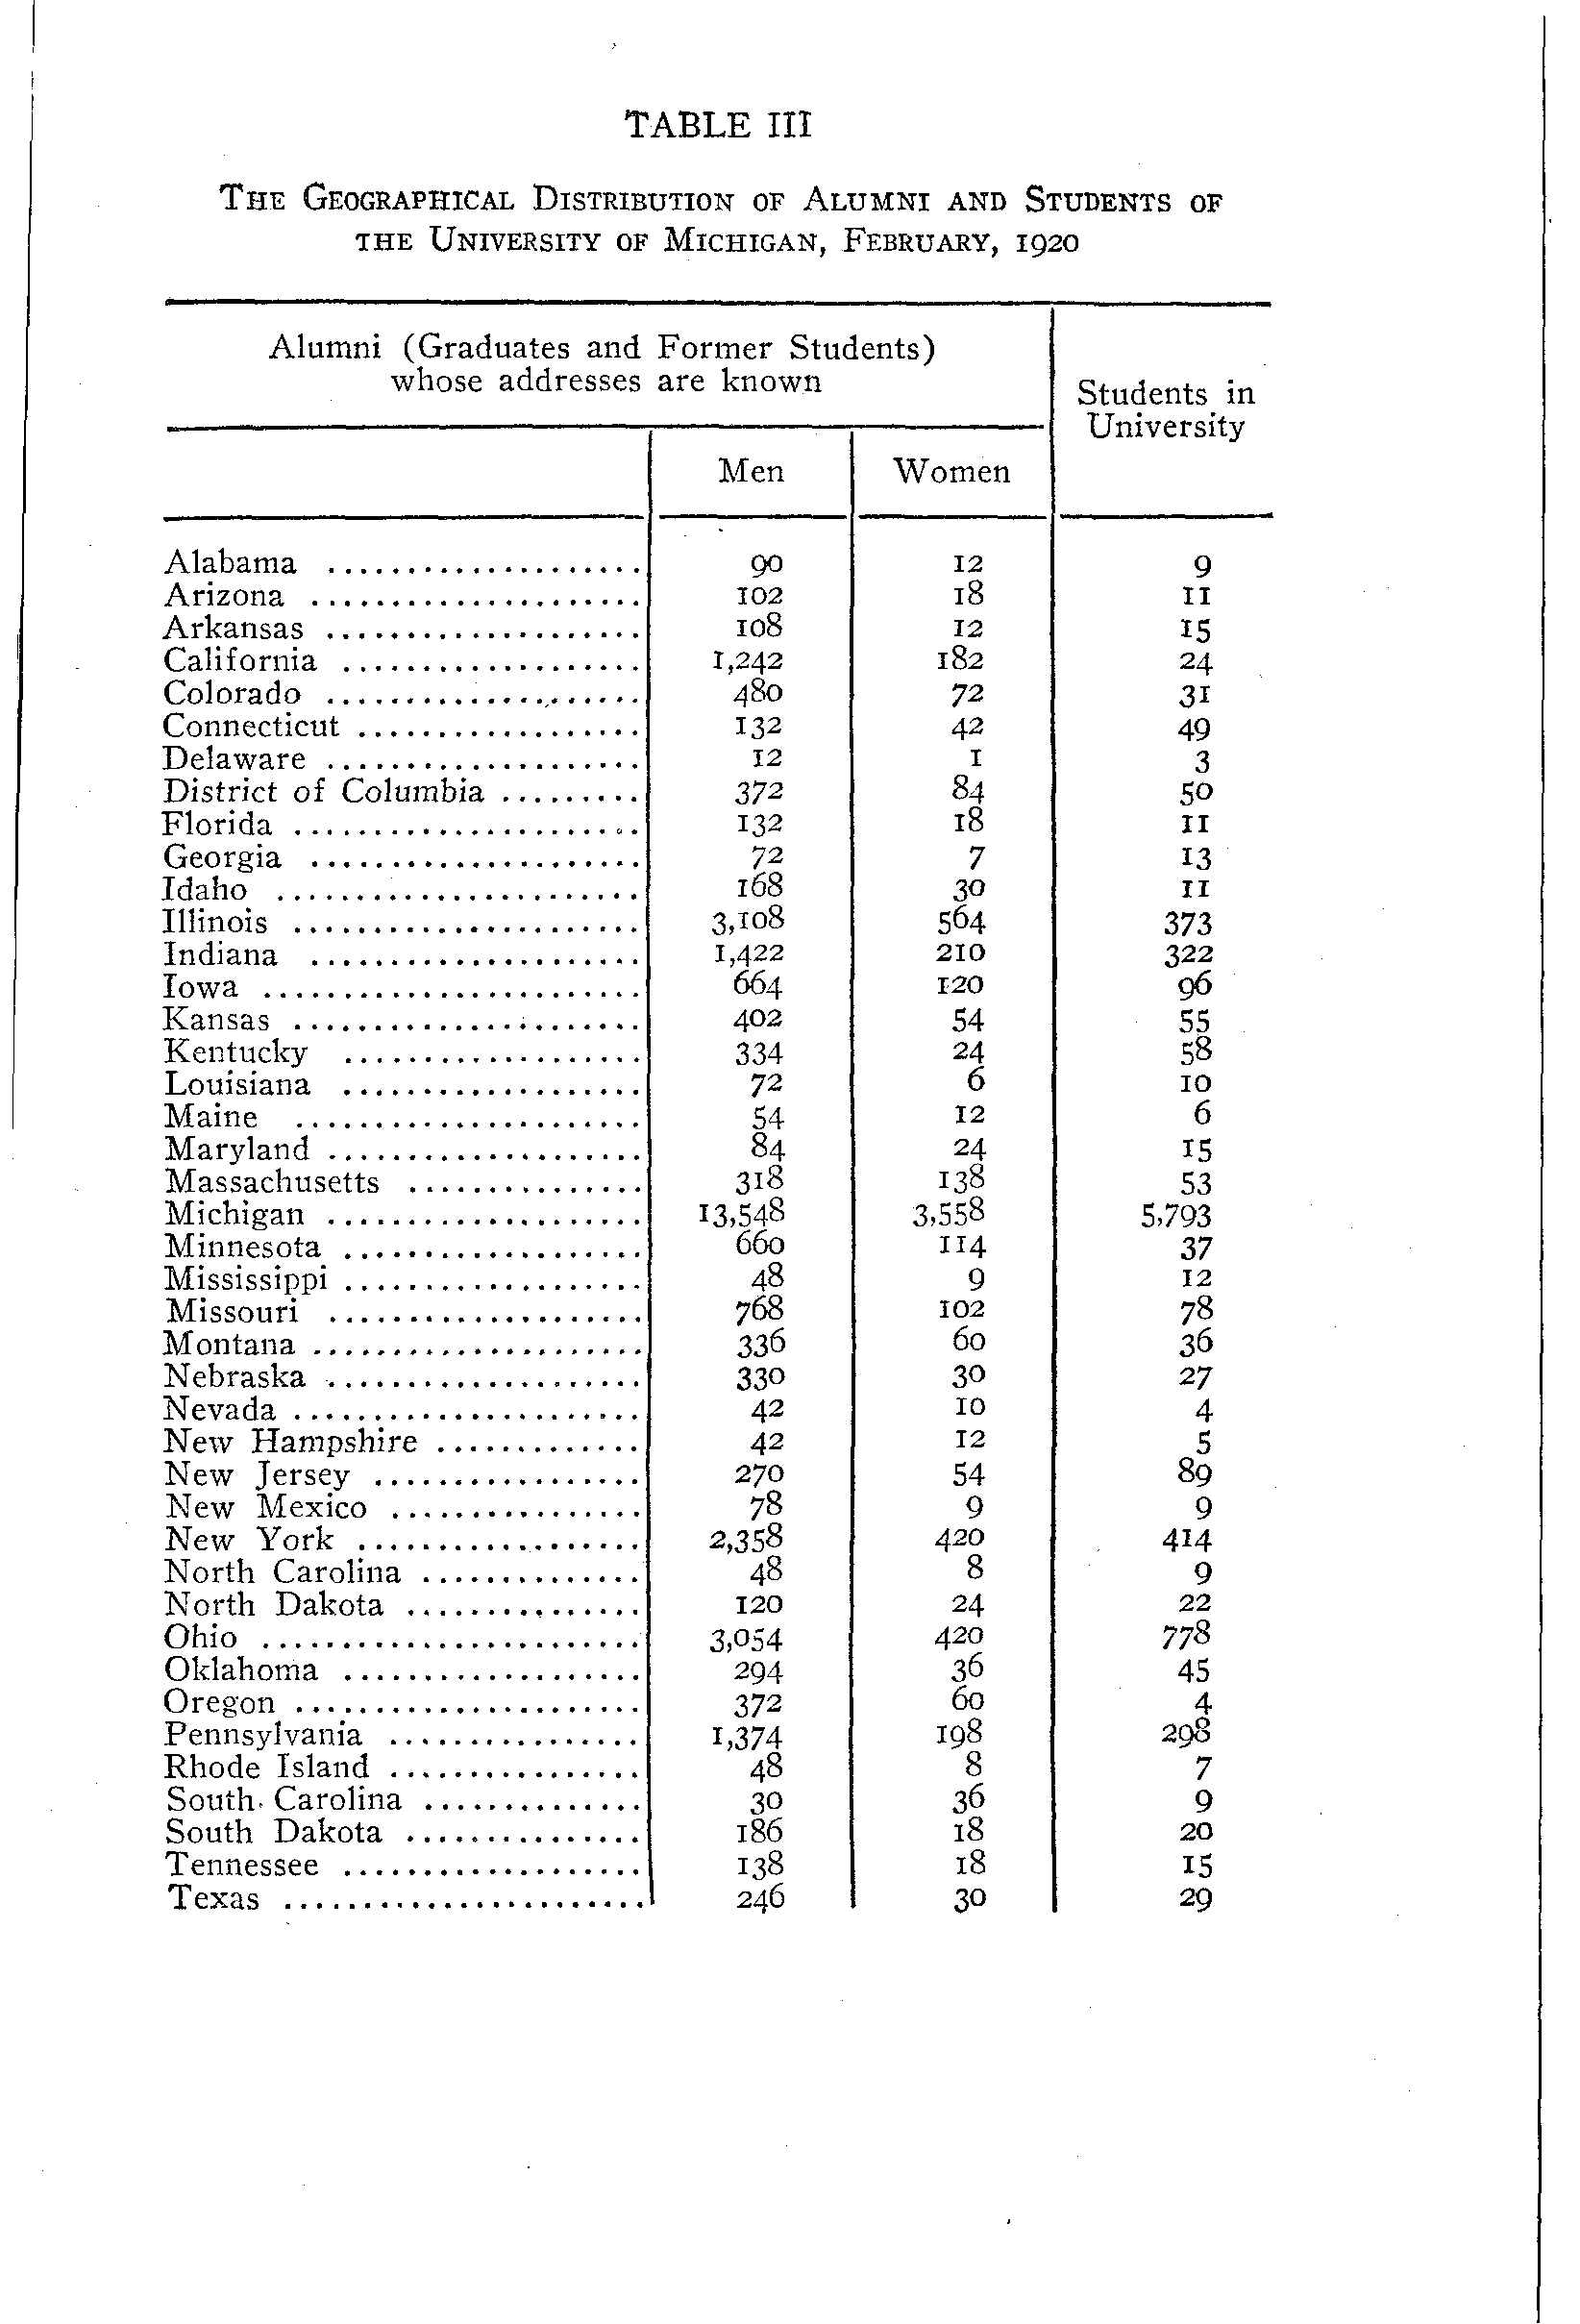 TABLE III
THE GEOGRAPHICAL DISTRIBUTION OF ALUMNI AND STUDENTS OF
THE UNIVERSITY OF MICHIGAN, FEBRUARY, 1920
Alumni (Graduates and Former Students)
whose addresses are known
Students in
University
Men Women
Alabama .................... 90 12 9
Arizona ..................... 102 18 11
Arkansas .................... 108 12 15
California ................... 1,242 182 24
Colorado .................... 480 72 31
Connecticut .................. 132 42 49
Delaware .................... 12 1 3
District of Columbia ......... 372 84 50
Florida ...................... 132 18 11
Georgia ..................... 72 7 13
Idaho ....................... 168 30 11
Illinois ...................... 3,108 564 373
Indiana ..................... 1,422 210 322
Iowa ........................ 664 120 96
Kansas ...................... 402 54 55
Kentucky ................... 334 24 58
Louisiana ................... 72 6 10
Maine ...................... 54 12 6
Maryland .................... 84 24 15
Massachusetts ............... 318 138 53
Michigan .................... 13,548 3,558 5,793
Minnesota ................... 660 114 37
Mississippi ................... 48 9 12
Missouri .................... 768 102 78
Montana ..................... 336 60 36
Nebraska .................... 330 30 27
Nevada ...................... 42 10 4
New Hampshire ............. 42 12 5
New Jersey ................. 270 54 89
New Mexico ................ 78 9 9
New York .................. 2,358 420 414
North Carolina .............. 48 8 9
North Dakota ............... 120 24 22
Ohio ........................ 3,054 420 778
Oklahoma ................... 294 36 45
Oregon ...................... 372 60 4
Pennsylvania ................ 1,374 198 298
Rhode Island ................ 48 8 7
South Carolina .............. 30 36 9
South Dakota ............... 186 18 20
Tennessee ................... 138 18 15
Texas ....................... 246 30 29